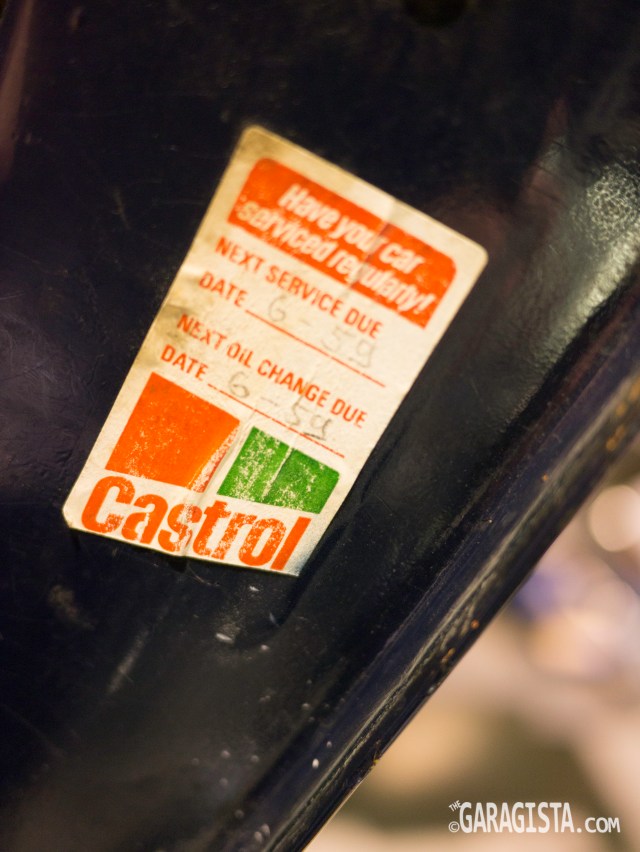 Have your car
serviced regularly!
NEXT SERVICE DUE
DATE 6 - 59
NEXT OIL CHANGE DUE
DATE 6 - 59
Castrol
THE
©GARAGISTA.COM